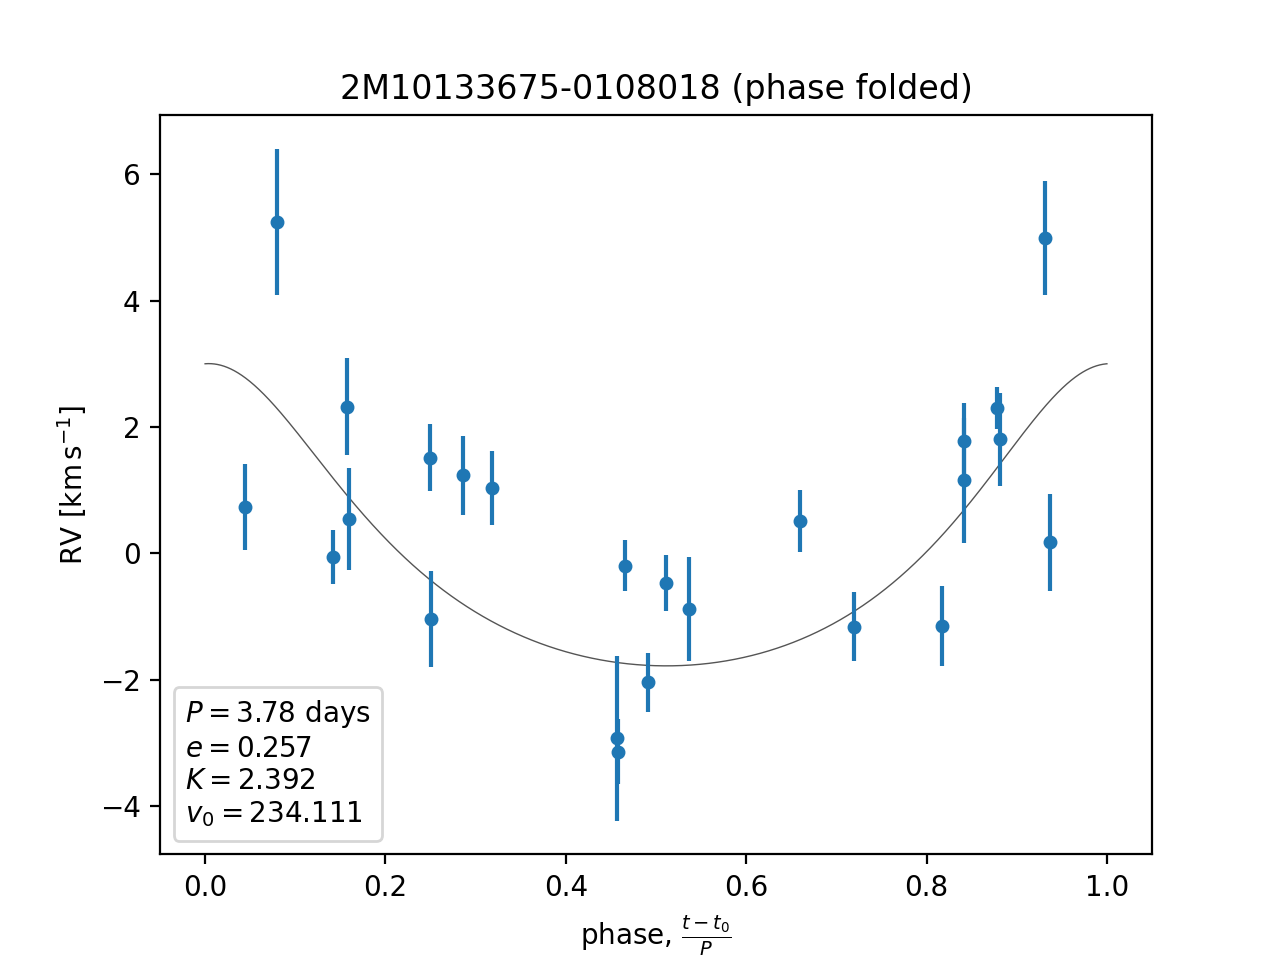 2M10133675-0108018 (phase folded)
RV [km s⁻¹]
6
4
2
0
−2
−4
P = 3.78 days
e = 0.257
K = 2.392
v₀ = 234.111
0.0 0.2 0.4 0.6 0.8 1.0
phase, (t − t₀)/P